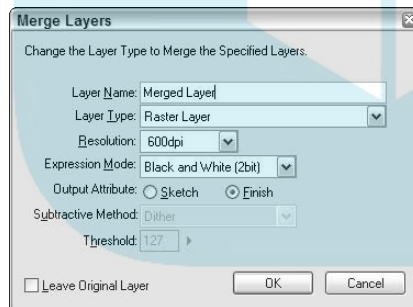 Merge Layers
Change the Layer Type to Merge the Specified Layers.
Layer Name: Merged Layer
Layer Type: Raster Layer
Resolution: 600dpi
Expression Mode: Black and White (2bit)
Output Attribute: Sketch Finish
Subtractive Method: Dither
Threshold: 127
Leave Original Layer OK Cancel